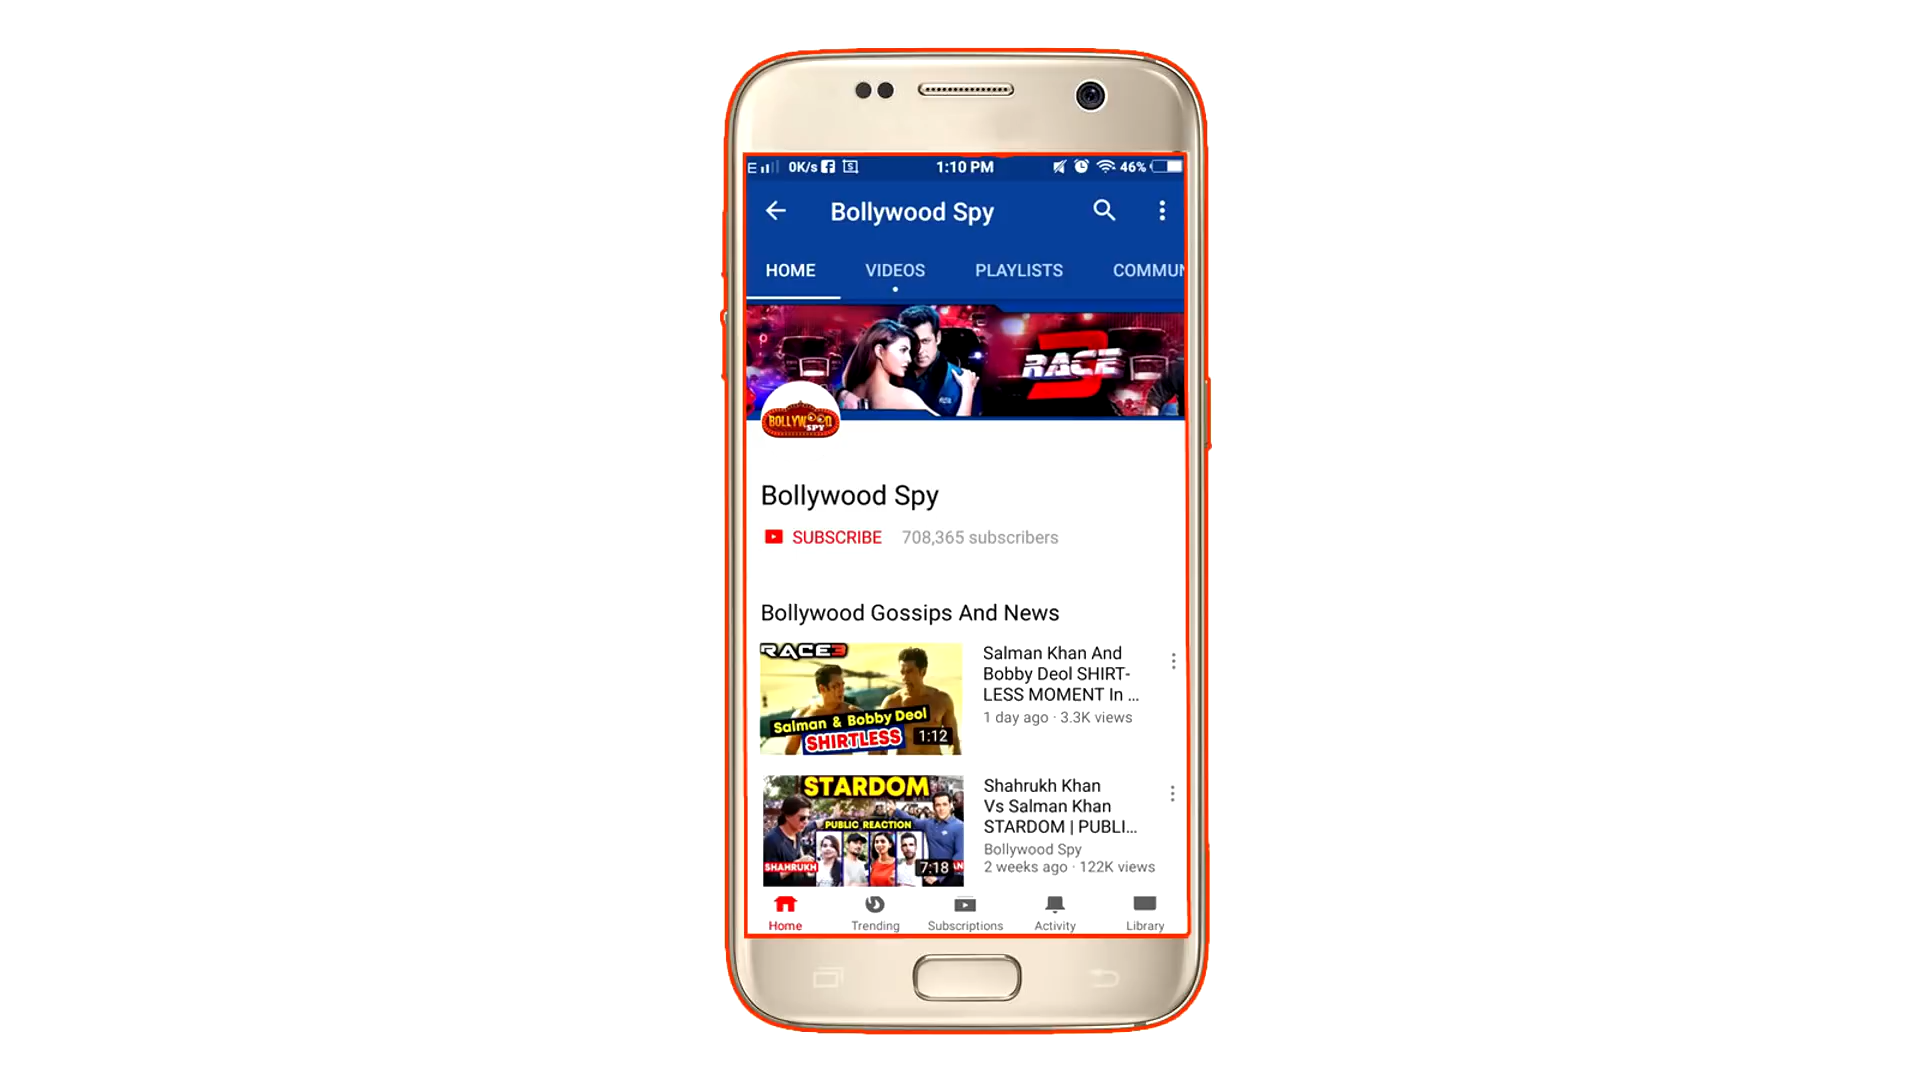 E 0K/s 1:10 PM 46%
Bollywood Spy
HOME VIDEOS PLAYLISTS COMMUN
RACE 3
BOLLYWOOD
SPY
Bollywood Spy
SUBSCRIBE 708,365 subscribers
Bollywood Gossips And News
RACE3
Salman & Bobby Deol
SHIRTLESS
1:12
Salman Khan And
Bobby Deol SHIRT-
LESS MOMENT In ...
1 day ago · 3.3K views
STARDOM
PUBLIC REACTION
SHAHRUKH
7:18
Shahrukh Khan
Vs Salman Khan
STARDOM | PUBLI...
Bollywood Spy
2 weeks ago · 122K views
Home Trending Subscriptions Activity Library